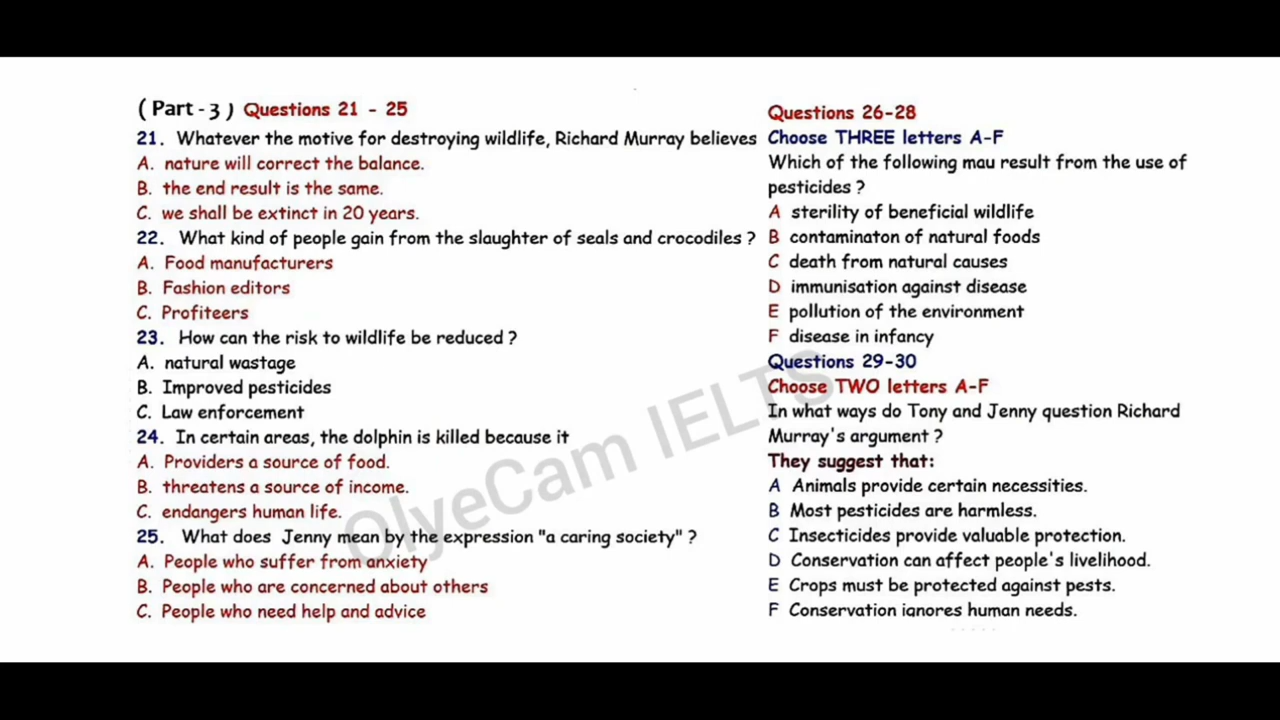 ( Part - 3 ) Questions 21 - 25
21. Whatever the motive for destroying wildlife, Richard Murray believes
A. nature will correct the balance.
B. the end result is the same.
C. we shall be extinct in 20 years.
22. What kind of people gain from the slaughter of seals and crocodiles ?
A. Food manufacturers
B. Fashion editors
C. Profiteers
23. How can the risk to wildlife be reduced ?
A. natural wastage
B. Improved pesticides
C. Law enforcement
24. In certain areas, the dolphin is killed because it
A. Providers a source of food.
B. threatens a source of income.
C. endangers human life.
25. What does Jenny mean by the expression "a caring society" ?
A. People who suffer from anxiety
B. People who are concerned about others
C. People who need help and advice
Questions 26-28
Choose THREE letters A-F
Which of the following mau result from the use of
pesticides ?
A sterility of beneficial wildlife
B contaminaton of natural foods
C death from natural causes
D immunisation against disease
E pollution of the environment
F disease in infancy
Questions 29-30
Choose TWO letters A-F
In what ways do Tony and Jenny question Richard
Murray's argument ?
They suggest that:
A Animals provide certain necessities.
B Most pesticides are harmless.
C Insecticides provide valuable protection.
D Conservation can affect people's livelihood.
E Crops must be protected against pests.
F Conservation ignores human needs.
OlyeCam IELTS